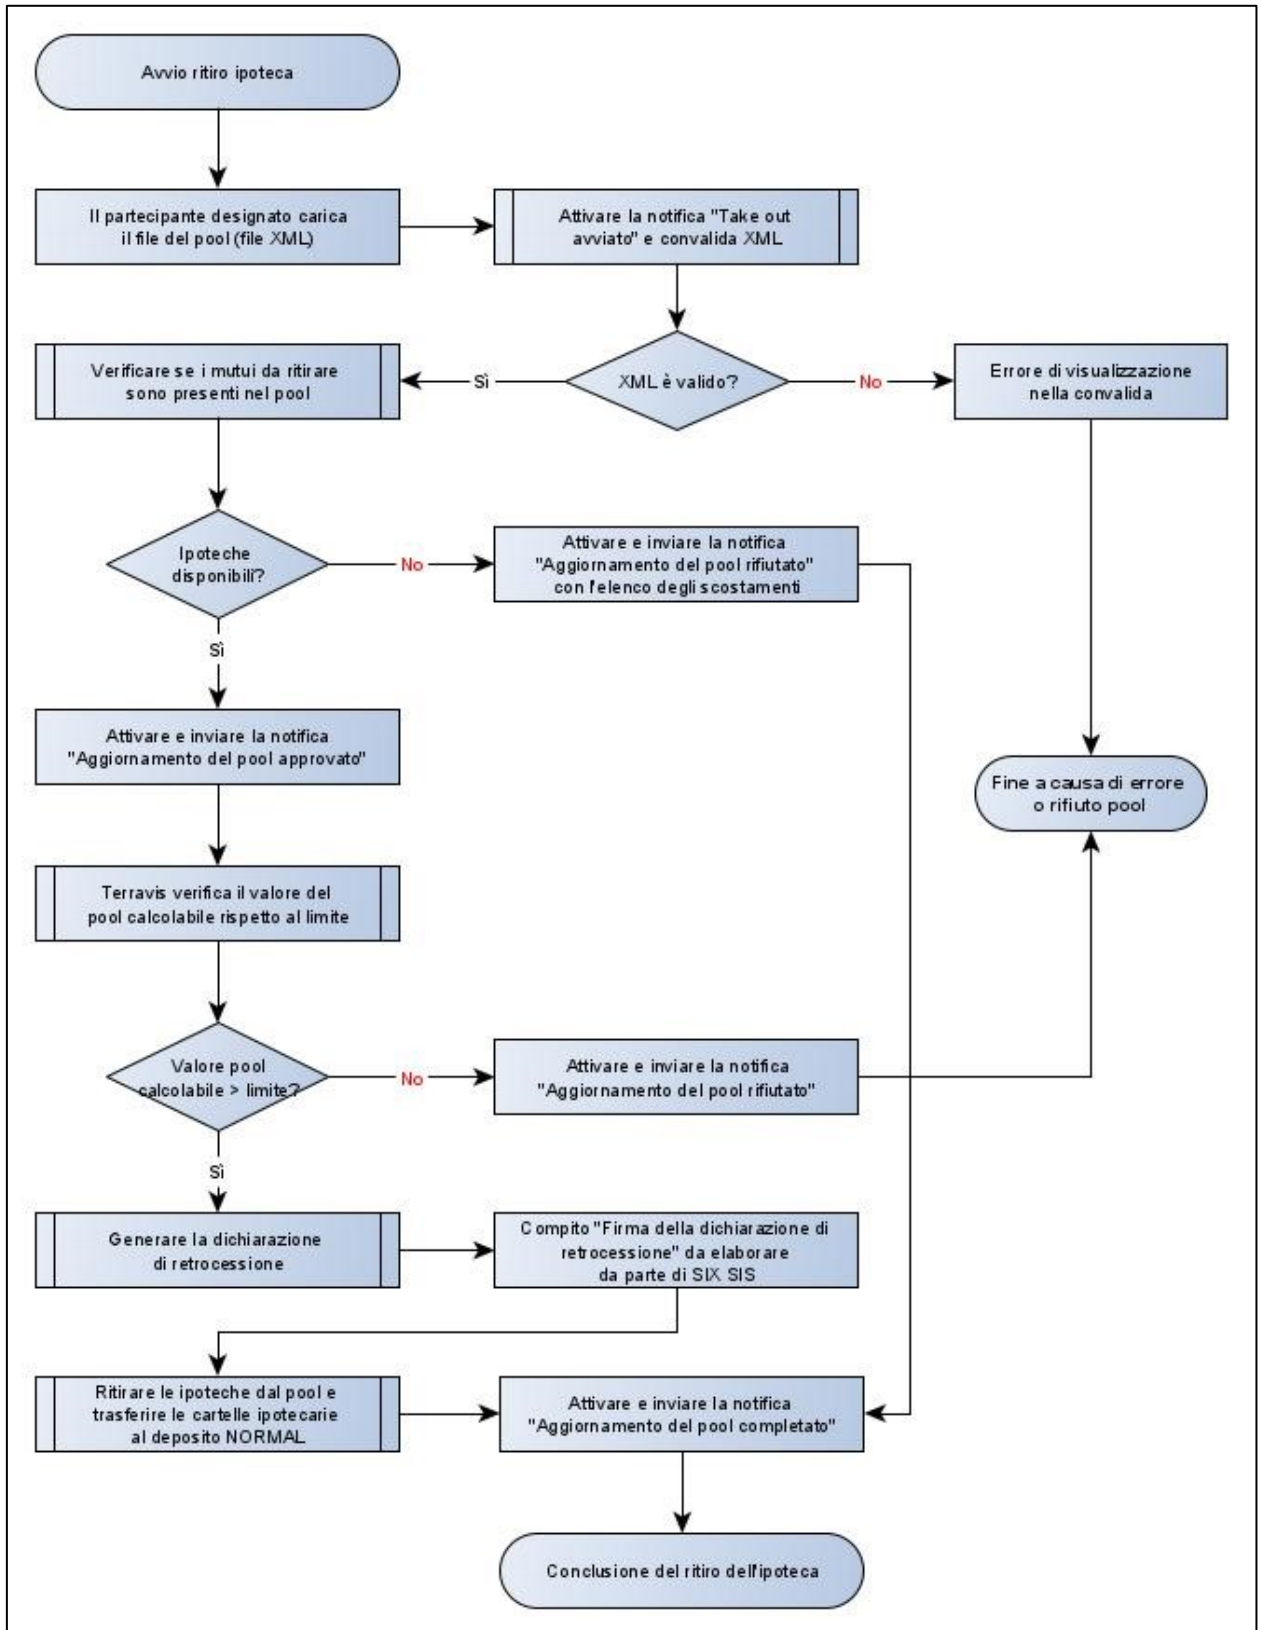 Avvio ritiro ipoteca
Il partecipante designato carica
il file del pool (file XML)
Attivare la notifica "Take out
avviato" e convalida XML
Verificare se i mutui da ritirare
sono presenti nel pool
Sì
XML è valido?
No
Errore di visualizzazione
nella convalida
Ipoteche
disponibili?
No
Attivare e inviare la notifica
"Aggiornamento del pool rifiutato"
con l'elenco degli scostamenti
Sì
Attivare e inviare la notifica
"Aggiornamento del pool approvato"
Fine a causa di errore
o rifiuto pool
Terravis verifica il valore del
pool calcolabile rispetto al limite
Valore pool
calcolabile > limite?
No
Attivare e inviare la notifica
"Aggiornamento del pool rifiutato"
Sì
Generare la dichiarazione
di retrocessione
Compito "Firma della dichiarazione di
retrocessione" da elaborare
da parte di SIX SIS
Ritirare le ipoteche dal pool e
trasferire le cartelle ipotecarie
al deposito NORMAL
Attivare e inviare la notifica
"Aggiornamento del pool completato"
Conclusione del ritiro dell'ipoteca